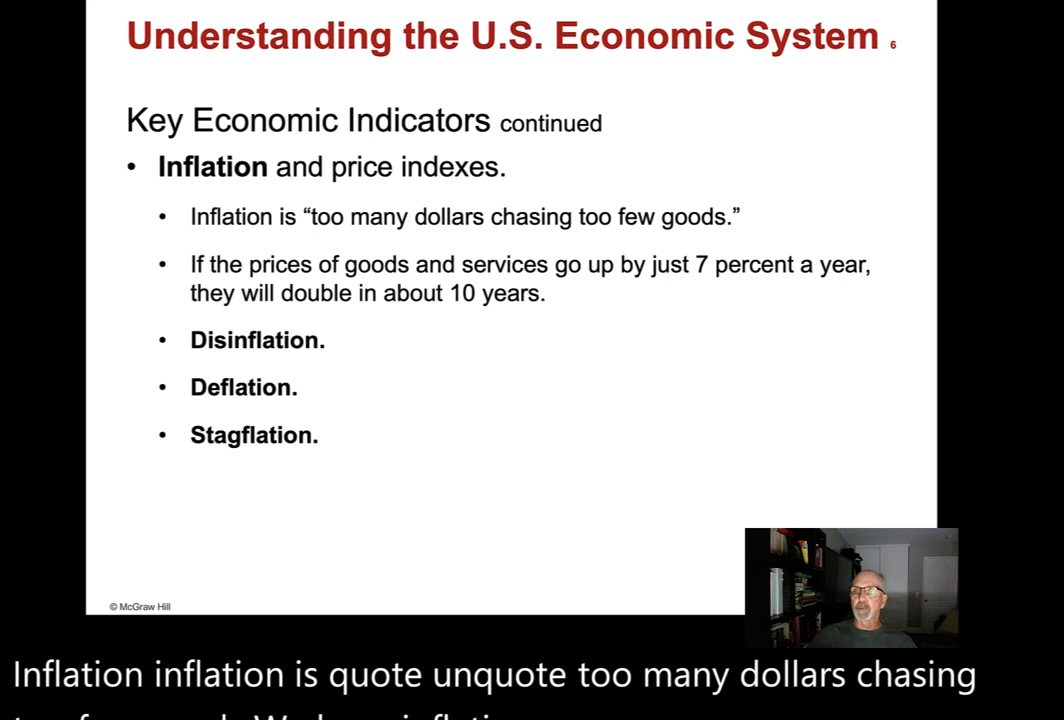 Understanding the U.S. Economic System 6
Key Economic Indicators continued
• Inflation and price indexes.
• Inflation is “too many dollars chasing too few goods.”
• If the prices of goods and services go up by just 7 percent a year,
they will double in about 10 years.
• Disinflation.
• Deflation.
• Stagflation.
© McGraw Hill
Inflation inflation is quote unquote too many dollars chasing